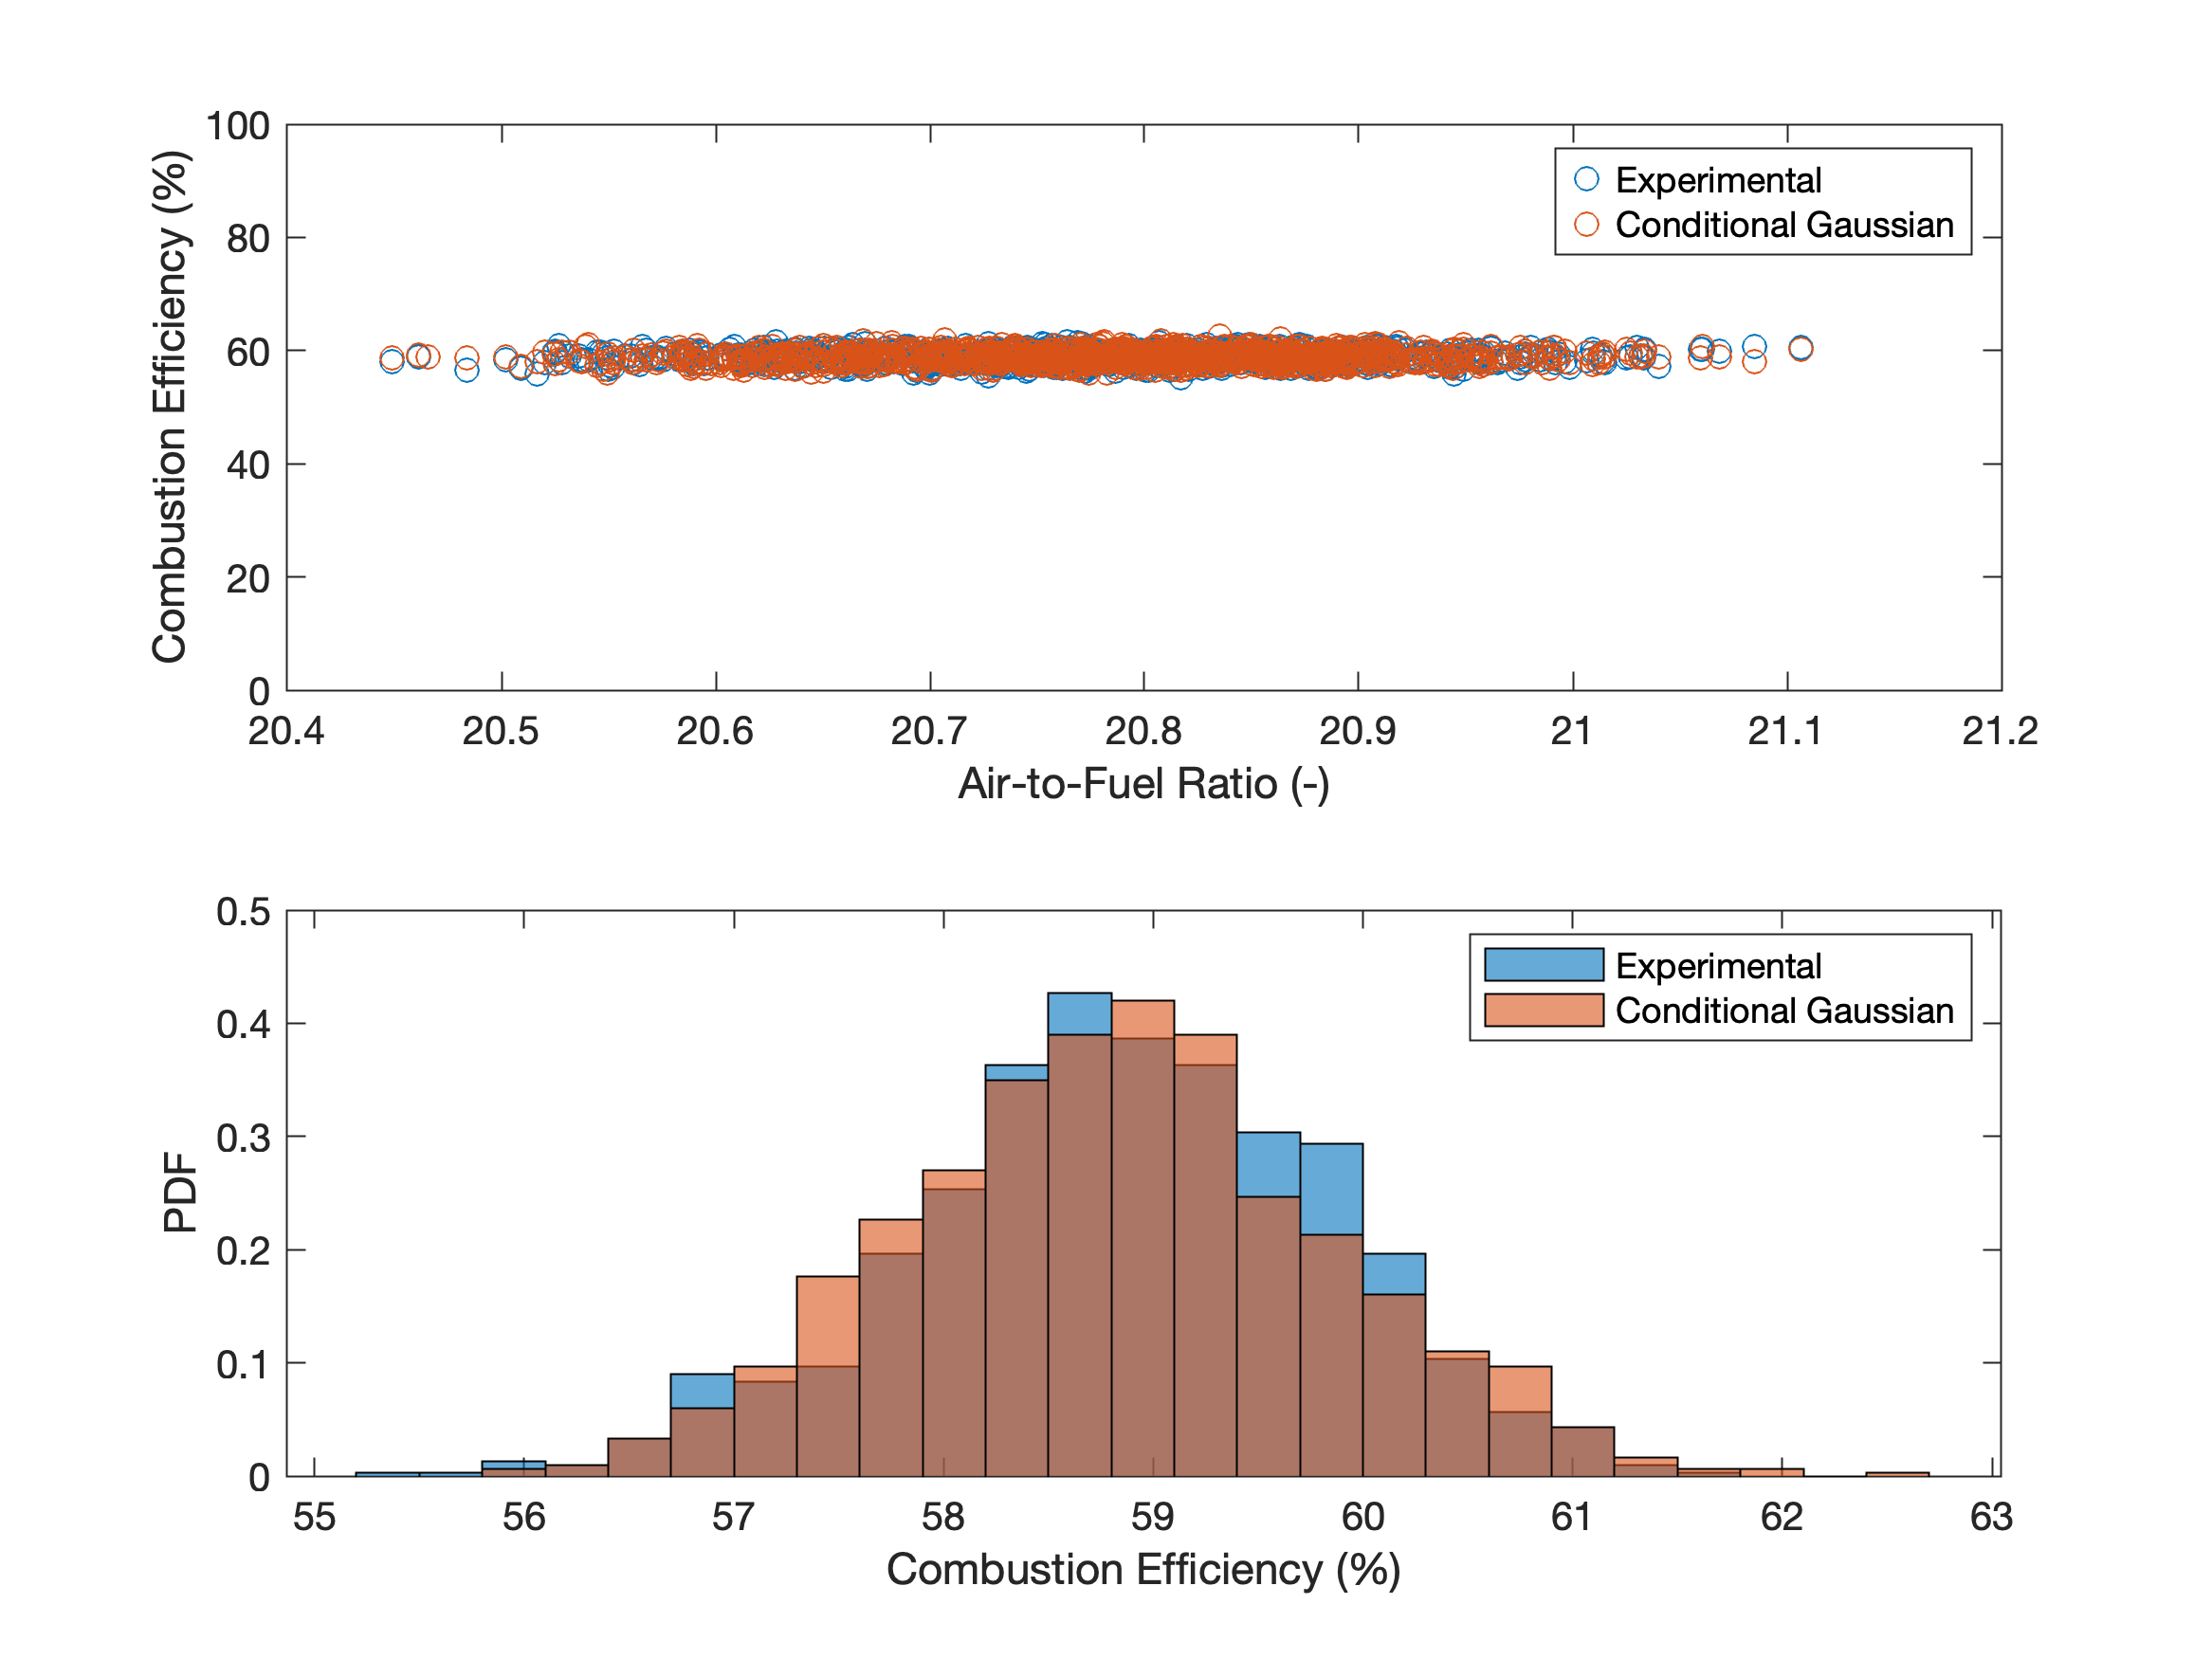 100
80
60
40
20
0
Combustion Efficiency (%)
Experimental
Conditional Gaussian
20.4 20.5 20.6 20.7 20.8 20.9 21 21.1 21.2
Air-to-Fuel Ratio (-)
0.5
0.4
0.3
0.2
0.1
0
PDF
Experimental
Conditional Gaussian
55 56 57 58 59 60 61 62 63
Combustion Efficiency (%)